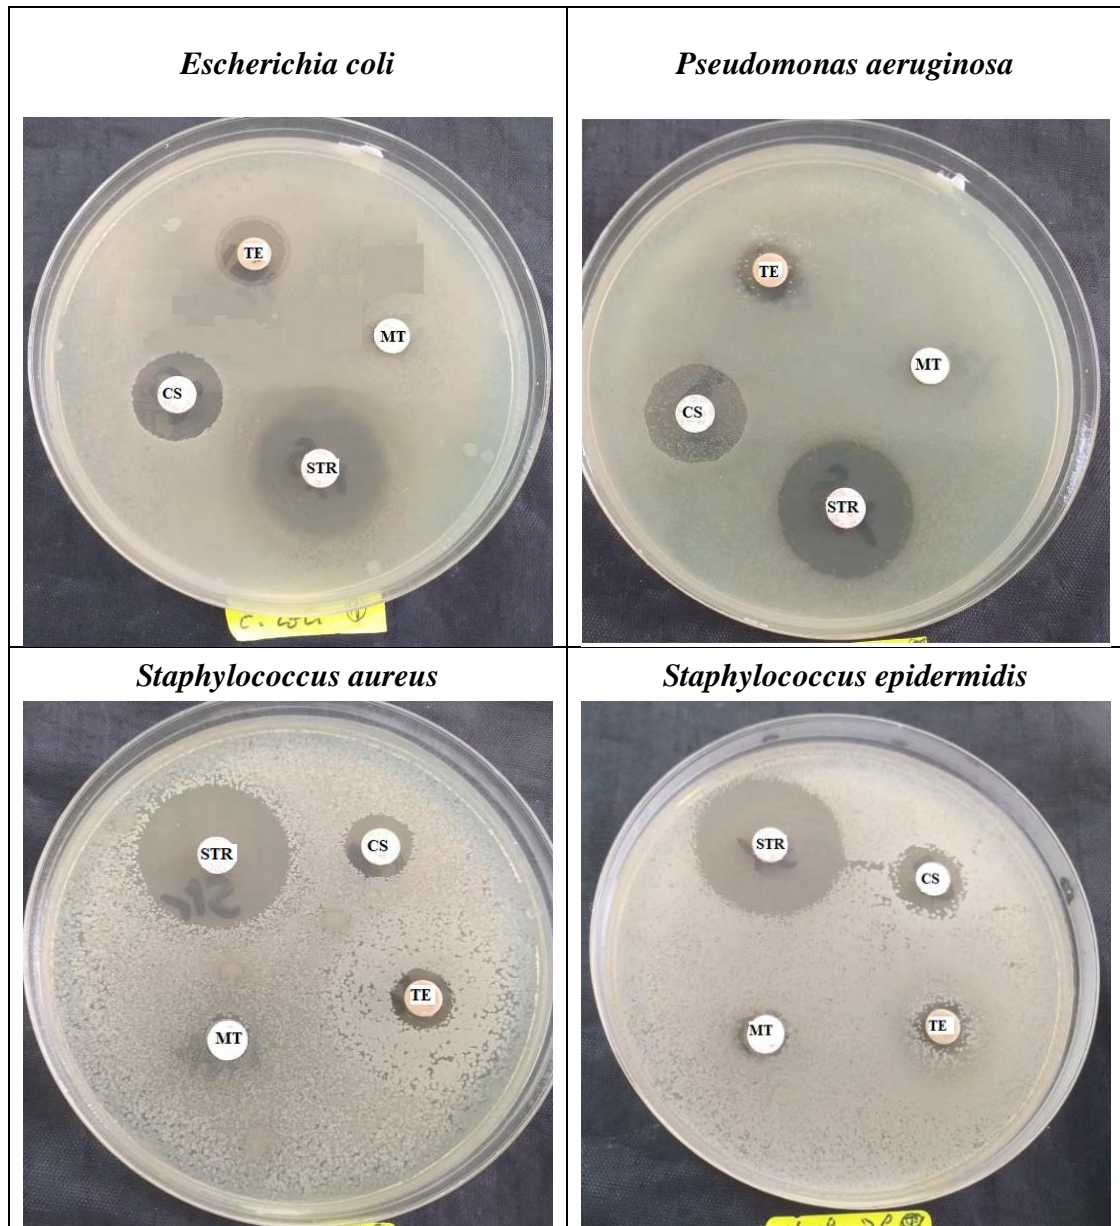 Escherichia coli
Pseudomonas aeruginosa
TE
MT
CS
STR
TE
MT
CS
STR
Staphylococcus aureus
Staphylococcus epidermidis
STR
CS
TE
MT
STR
CS
MT
TE
Str